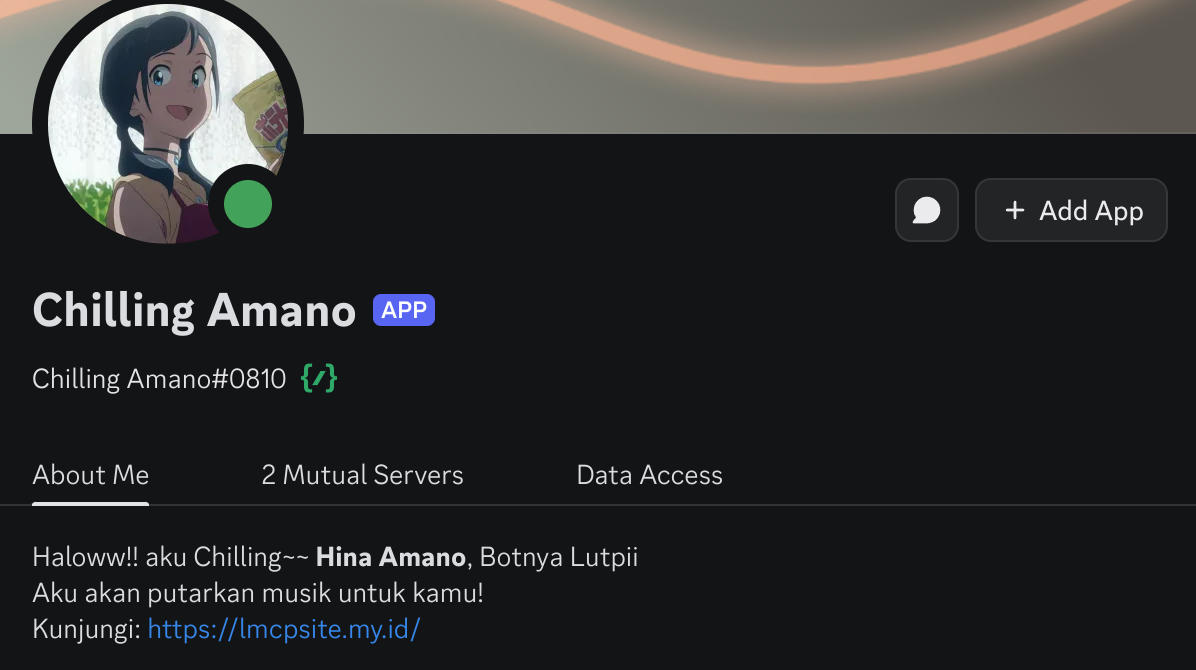 Chilling Amano APP
Chilling Amano#0810
+ Add App
About Me
2 Mutual Servers
Data Access
Haloww!! aku Chilling~~ Hina Amano, Botnya Lutpii
Aku akan putarkan musik untuk kamu!
Kunjungi: https://lmcpsite.my.id/